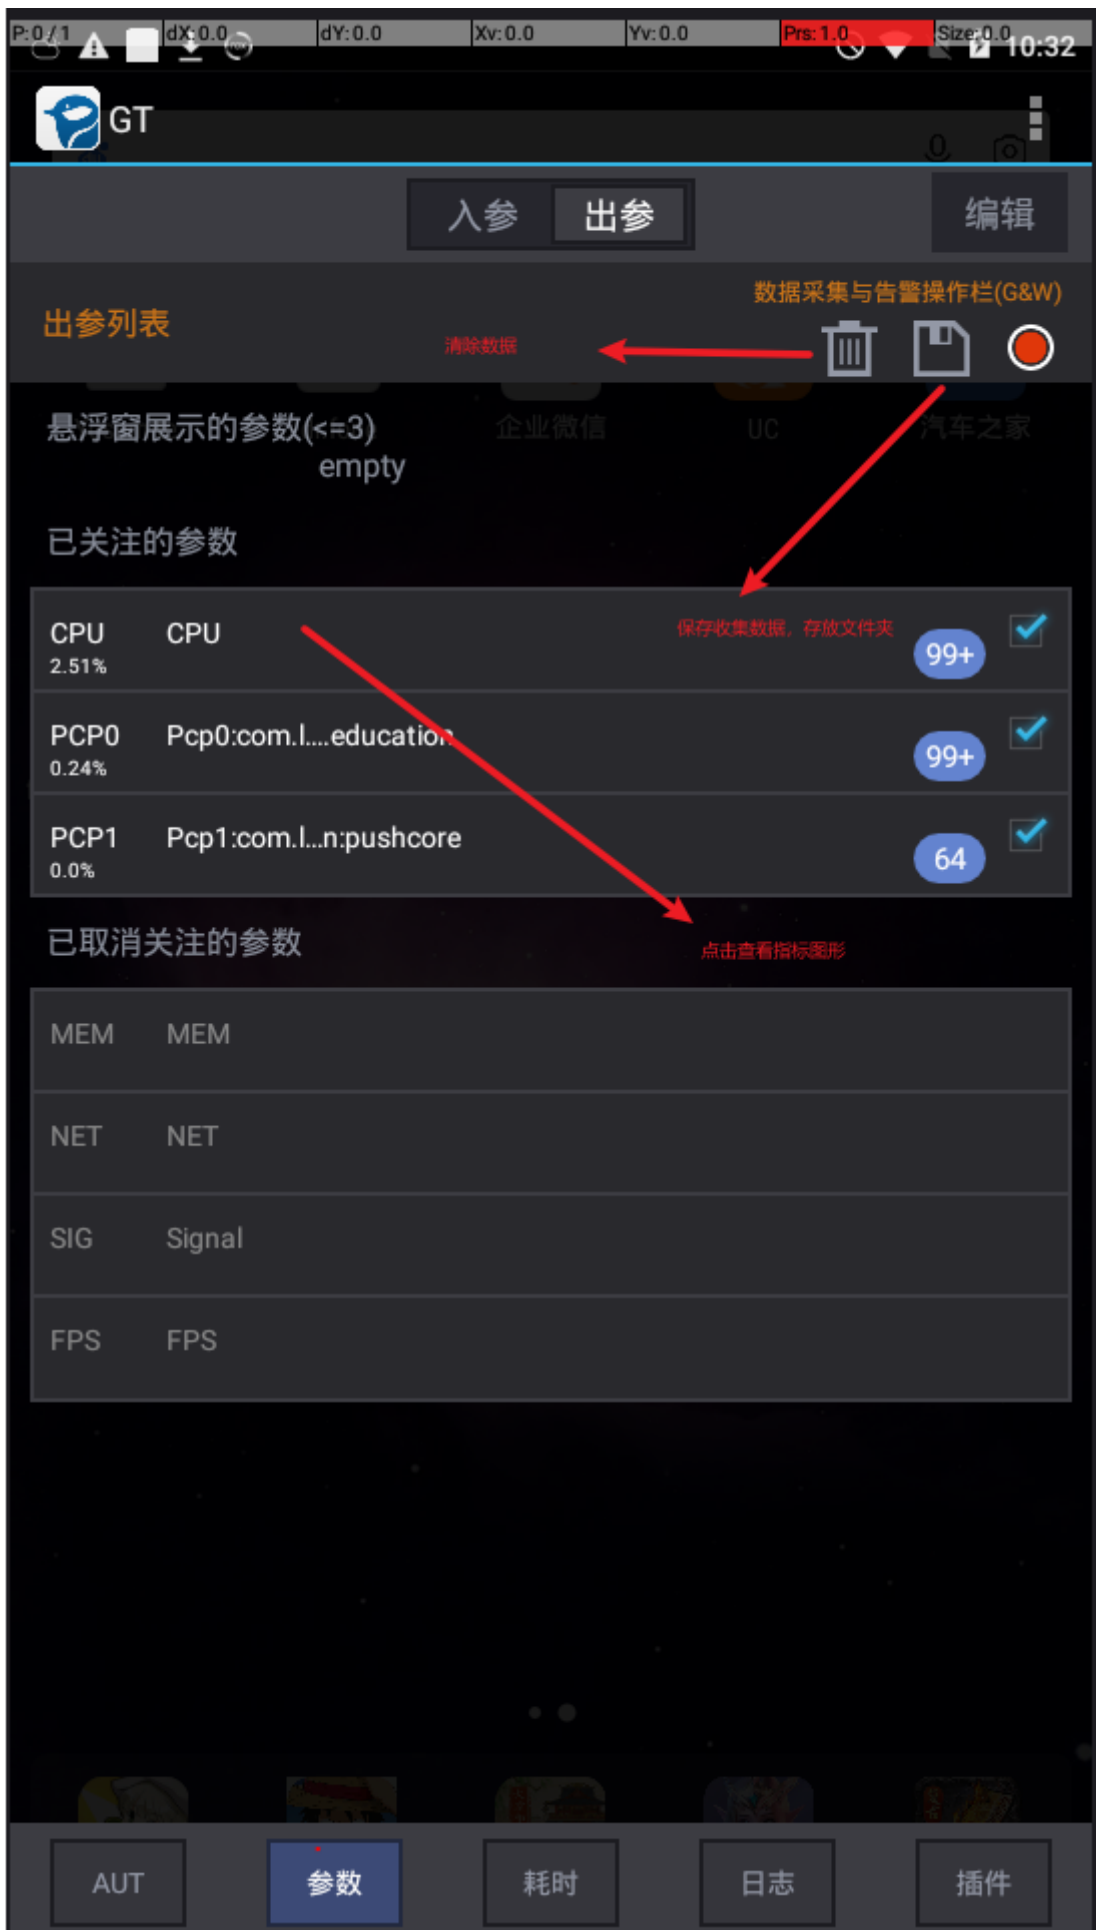 P:0/1 dX:0.0 dY:0.0 Xv:0.0 Yv:0.0 Prs:1.0 Size:0.0
10:32
GT
入参 出参 编辑
数据采集与告警操作栏(G&W)
出参列表
清除数据
悬浮窗展示的参数(<=3)
企业微信 UC 汽车之家
empty
已关注的参数
CPU CPU
保存收集数据，存放文件夹
2.51%
99+
PCP0 Pcp0:com.l....education
0.24%
99+
PCP1 Pcp1:com.l...n:pushcore
0.0%
64
已取消关注的参数
点击查看指标图形
MEM MEM
NET NET
SIG Signal
FPS FPS
AUT 参数 耗时 日志 插件